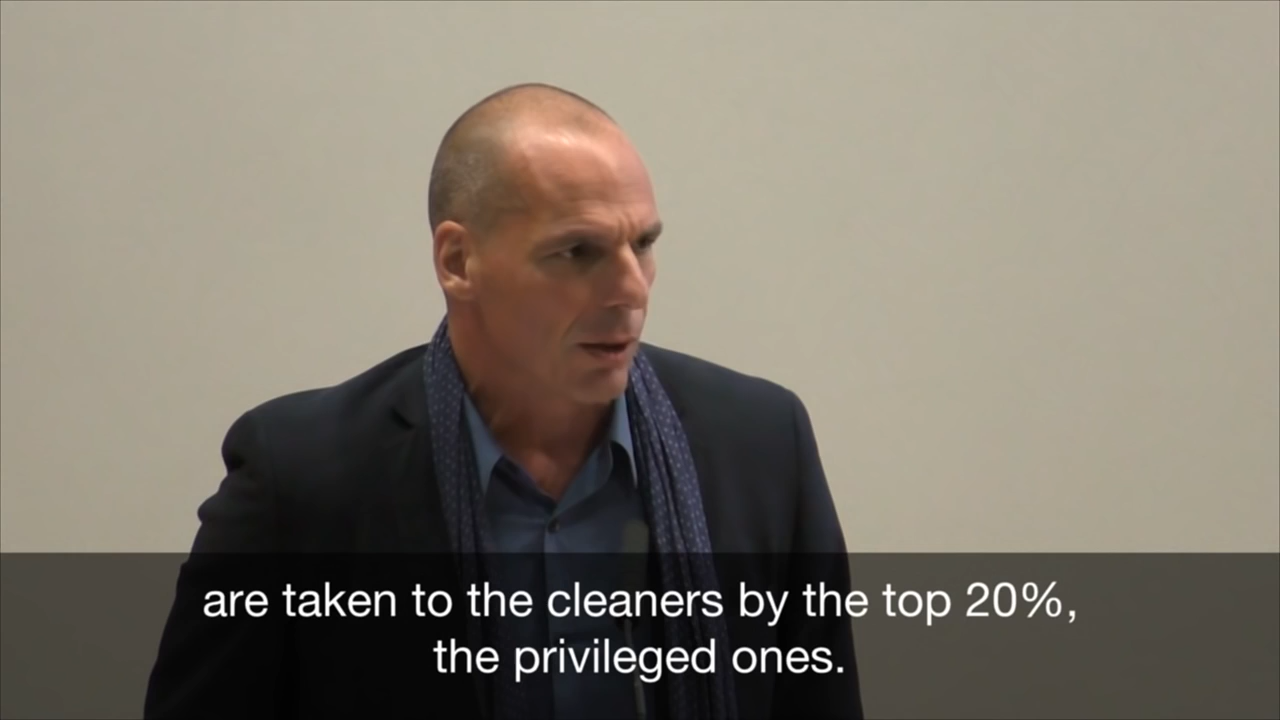 are taken to the cleaners by the top 20%,
the privileged ones.